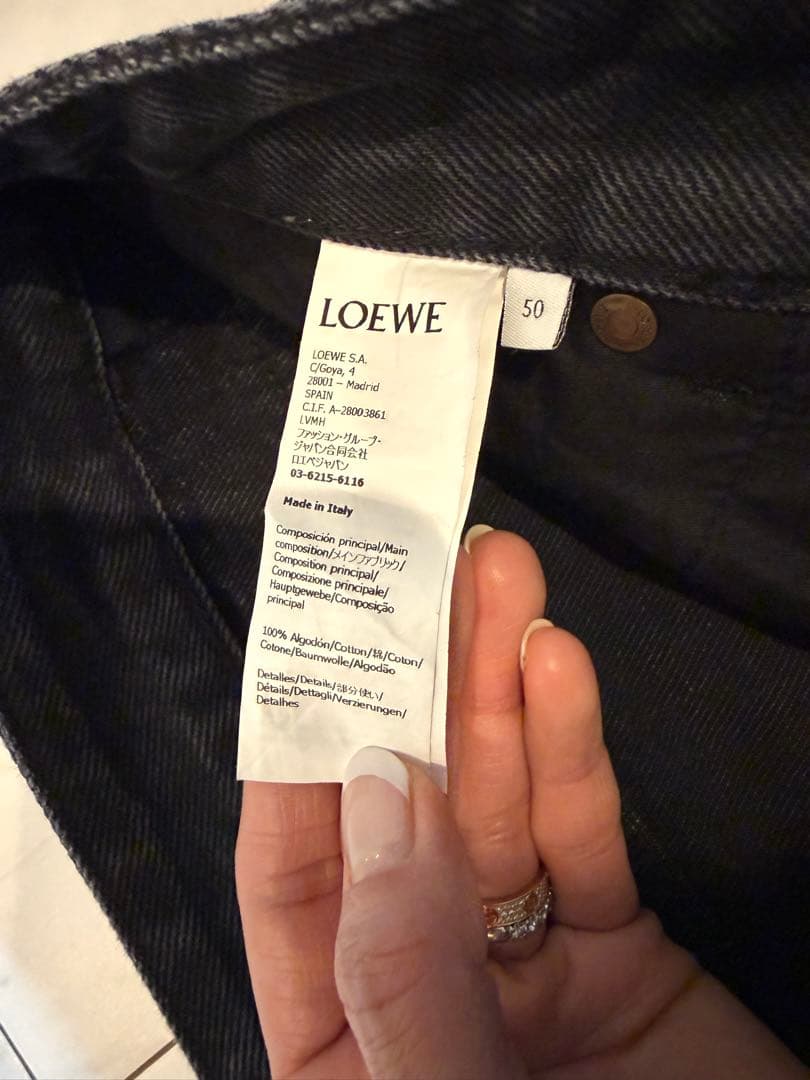 LOEWE
50
LOEWE S.A.
C/Goya, 4
28001 – Madrid
SPAIN
C.I.F. A-28003861
LVMH
ファッション・グループ・
ジャパン合同会社
ロエベジャパン
03-6215-6116
Made in Italy
Composición principal/Main
composition/メインファブリック/
Composition principal/
Composizione principale/
Hauptgewebe/Composição
principal
100% Algodón/Cotton/綿/Coton/
Cotone/Baumwolle/Algodão
Detalles/Details/部分使い/
Détails/Dettagli/Verzierungen/
Detalhes